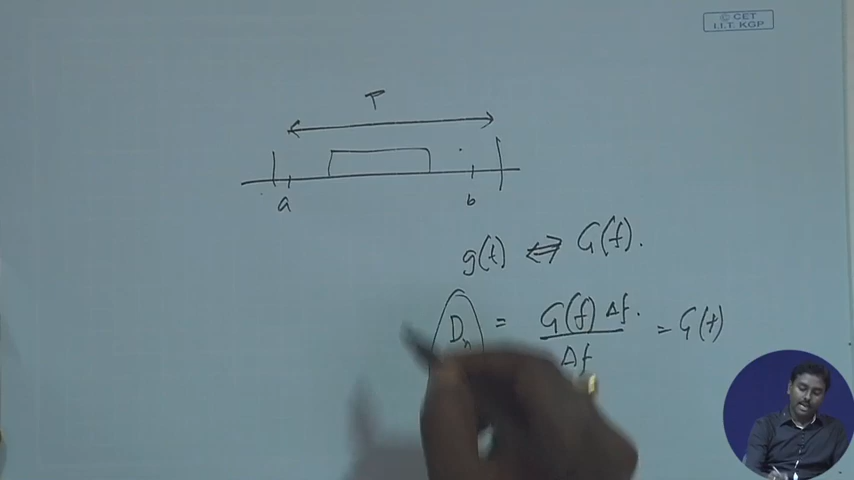 © CET
I.I.T. KGP
T
a b
g(t) ⇔ G(f).
Dn = G(f) Δf. / Δf = G(f)